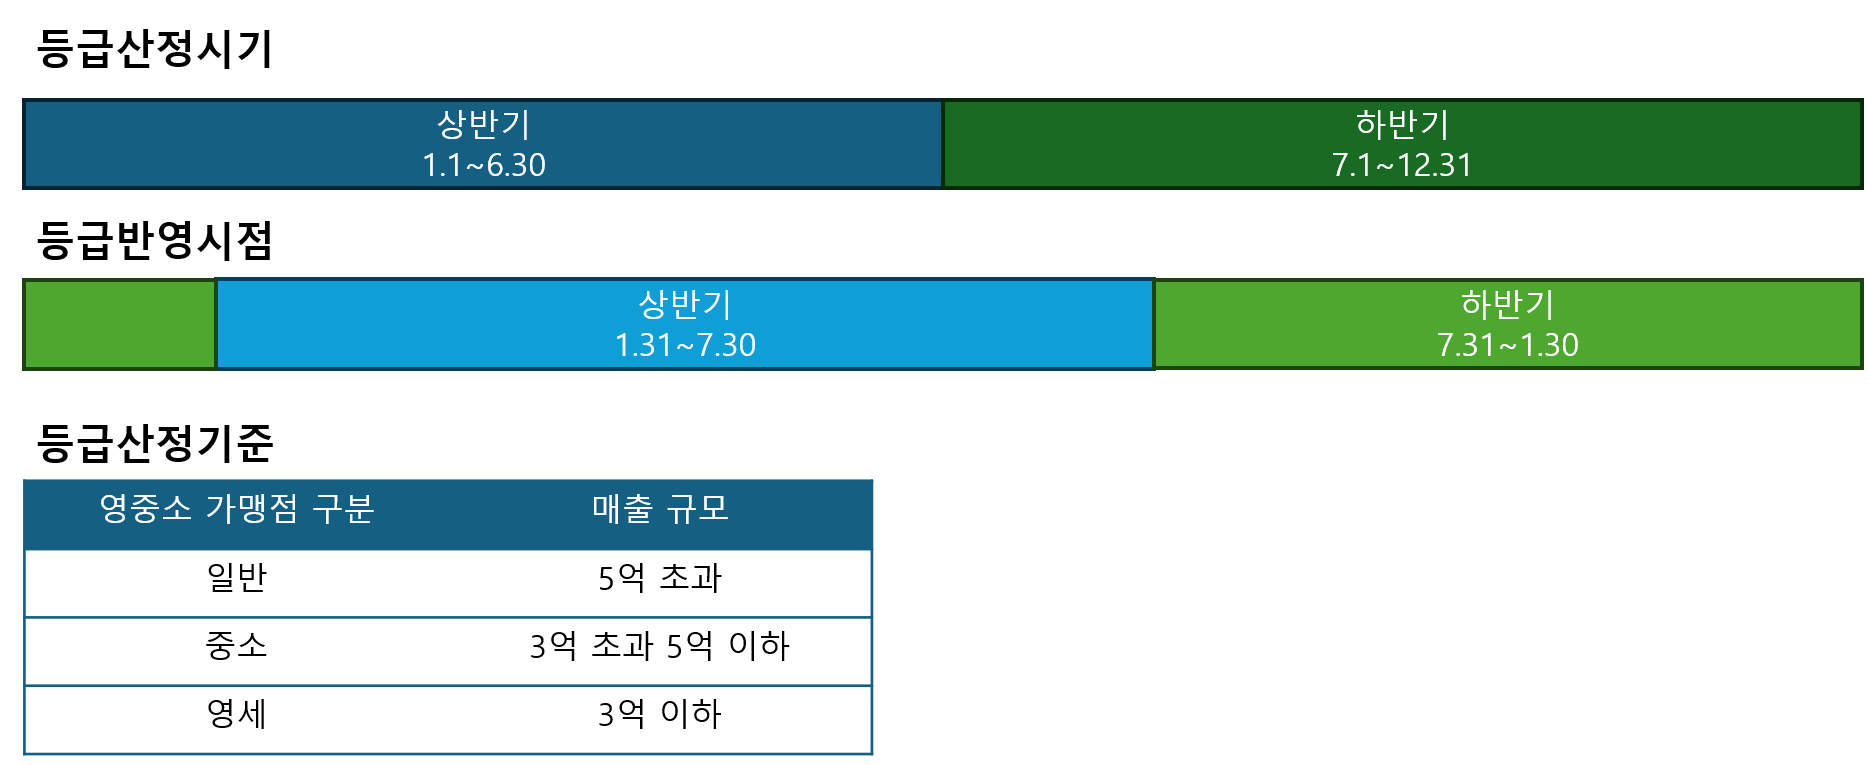 등급산정시기
상반기
하반기
1.1~6.30
7.1~12.31
등급반영시점
상반기
하반기
1.31~7.30
7.31~1.30
등급산정기준
영중소 가맹점 구분
매출 규모
일반
5억 초과
중소
3억 초과 5억 이하
영세
3억 이하